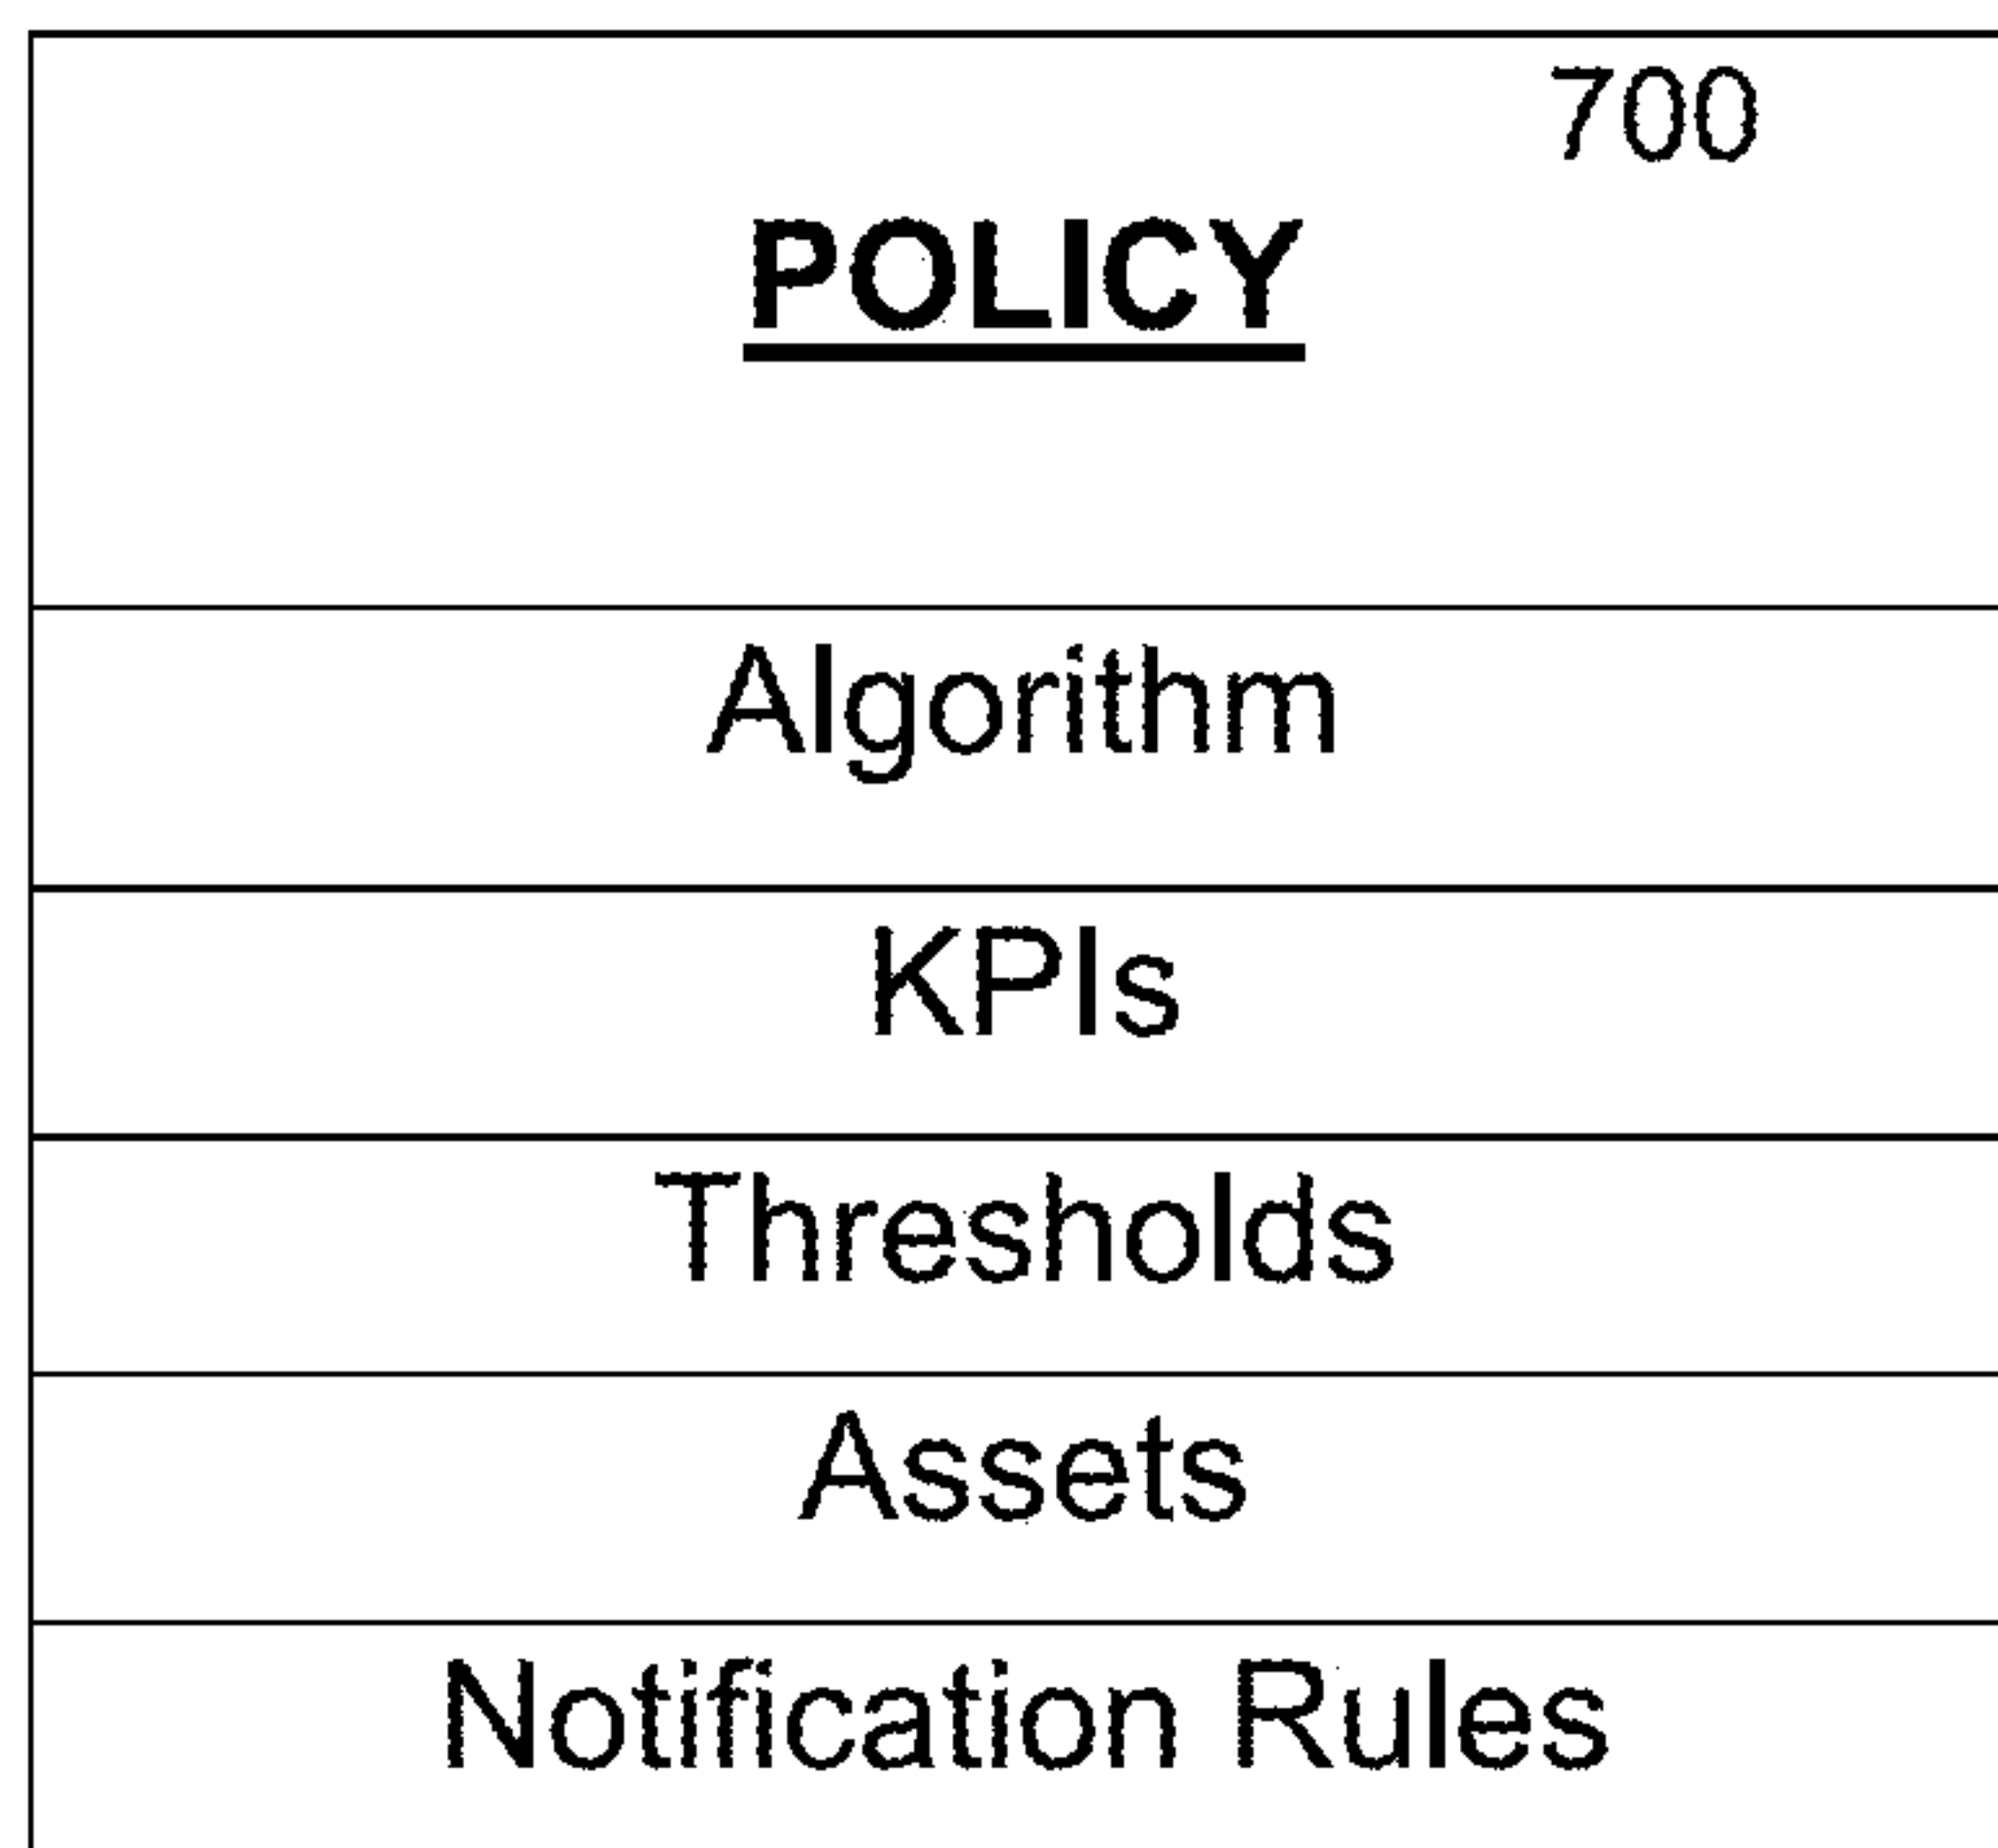 700
POLICY
Algorithm
KPIs
Thresholds
Assets
Notification Rules